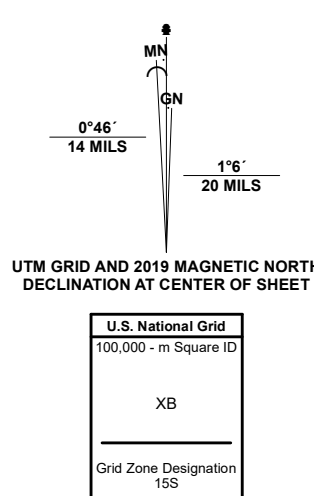 MN
GN
0°46´
14 MILS
1°6´
20 MILS
UTM GRID AND 2019 MAGNETIC NORTH
DECLINATION AT CENTER OF SHEET
U.S. National Grid
100,000 - m Square ID
XB
Grid Zone Designation
15S